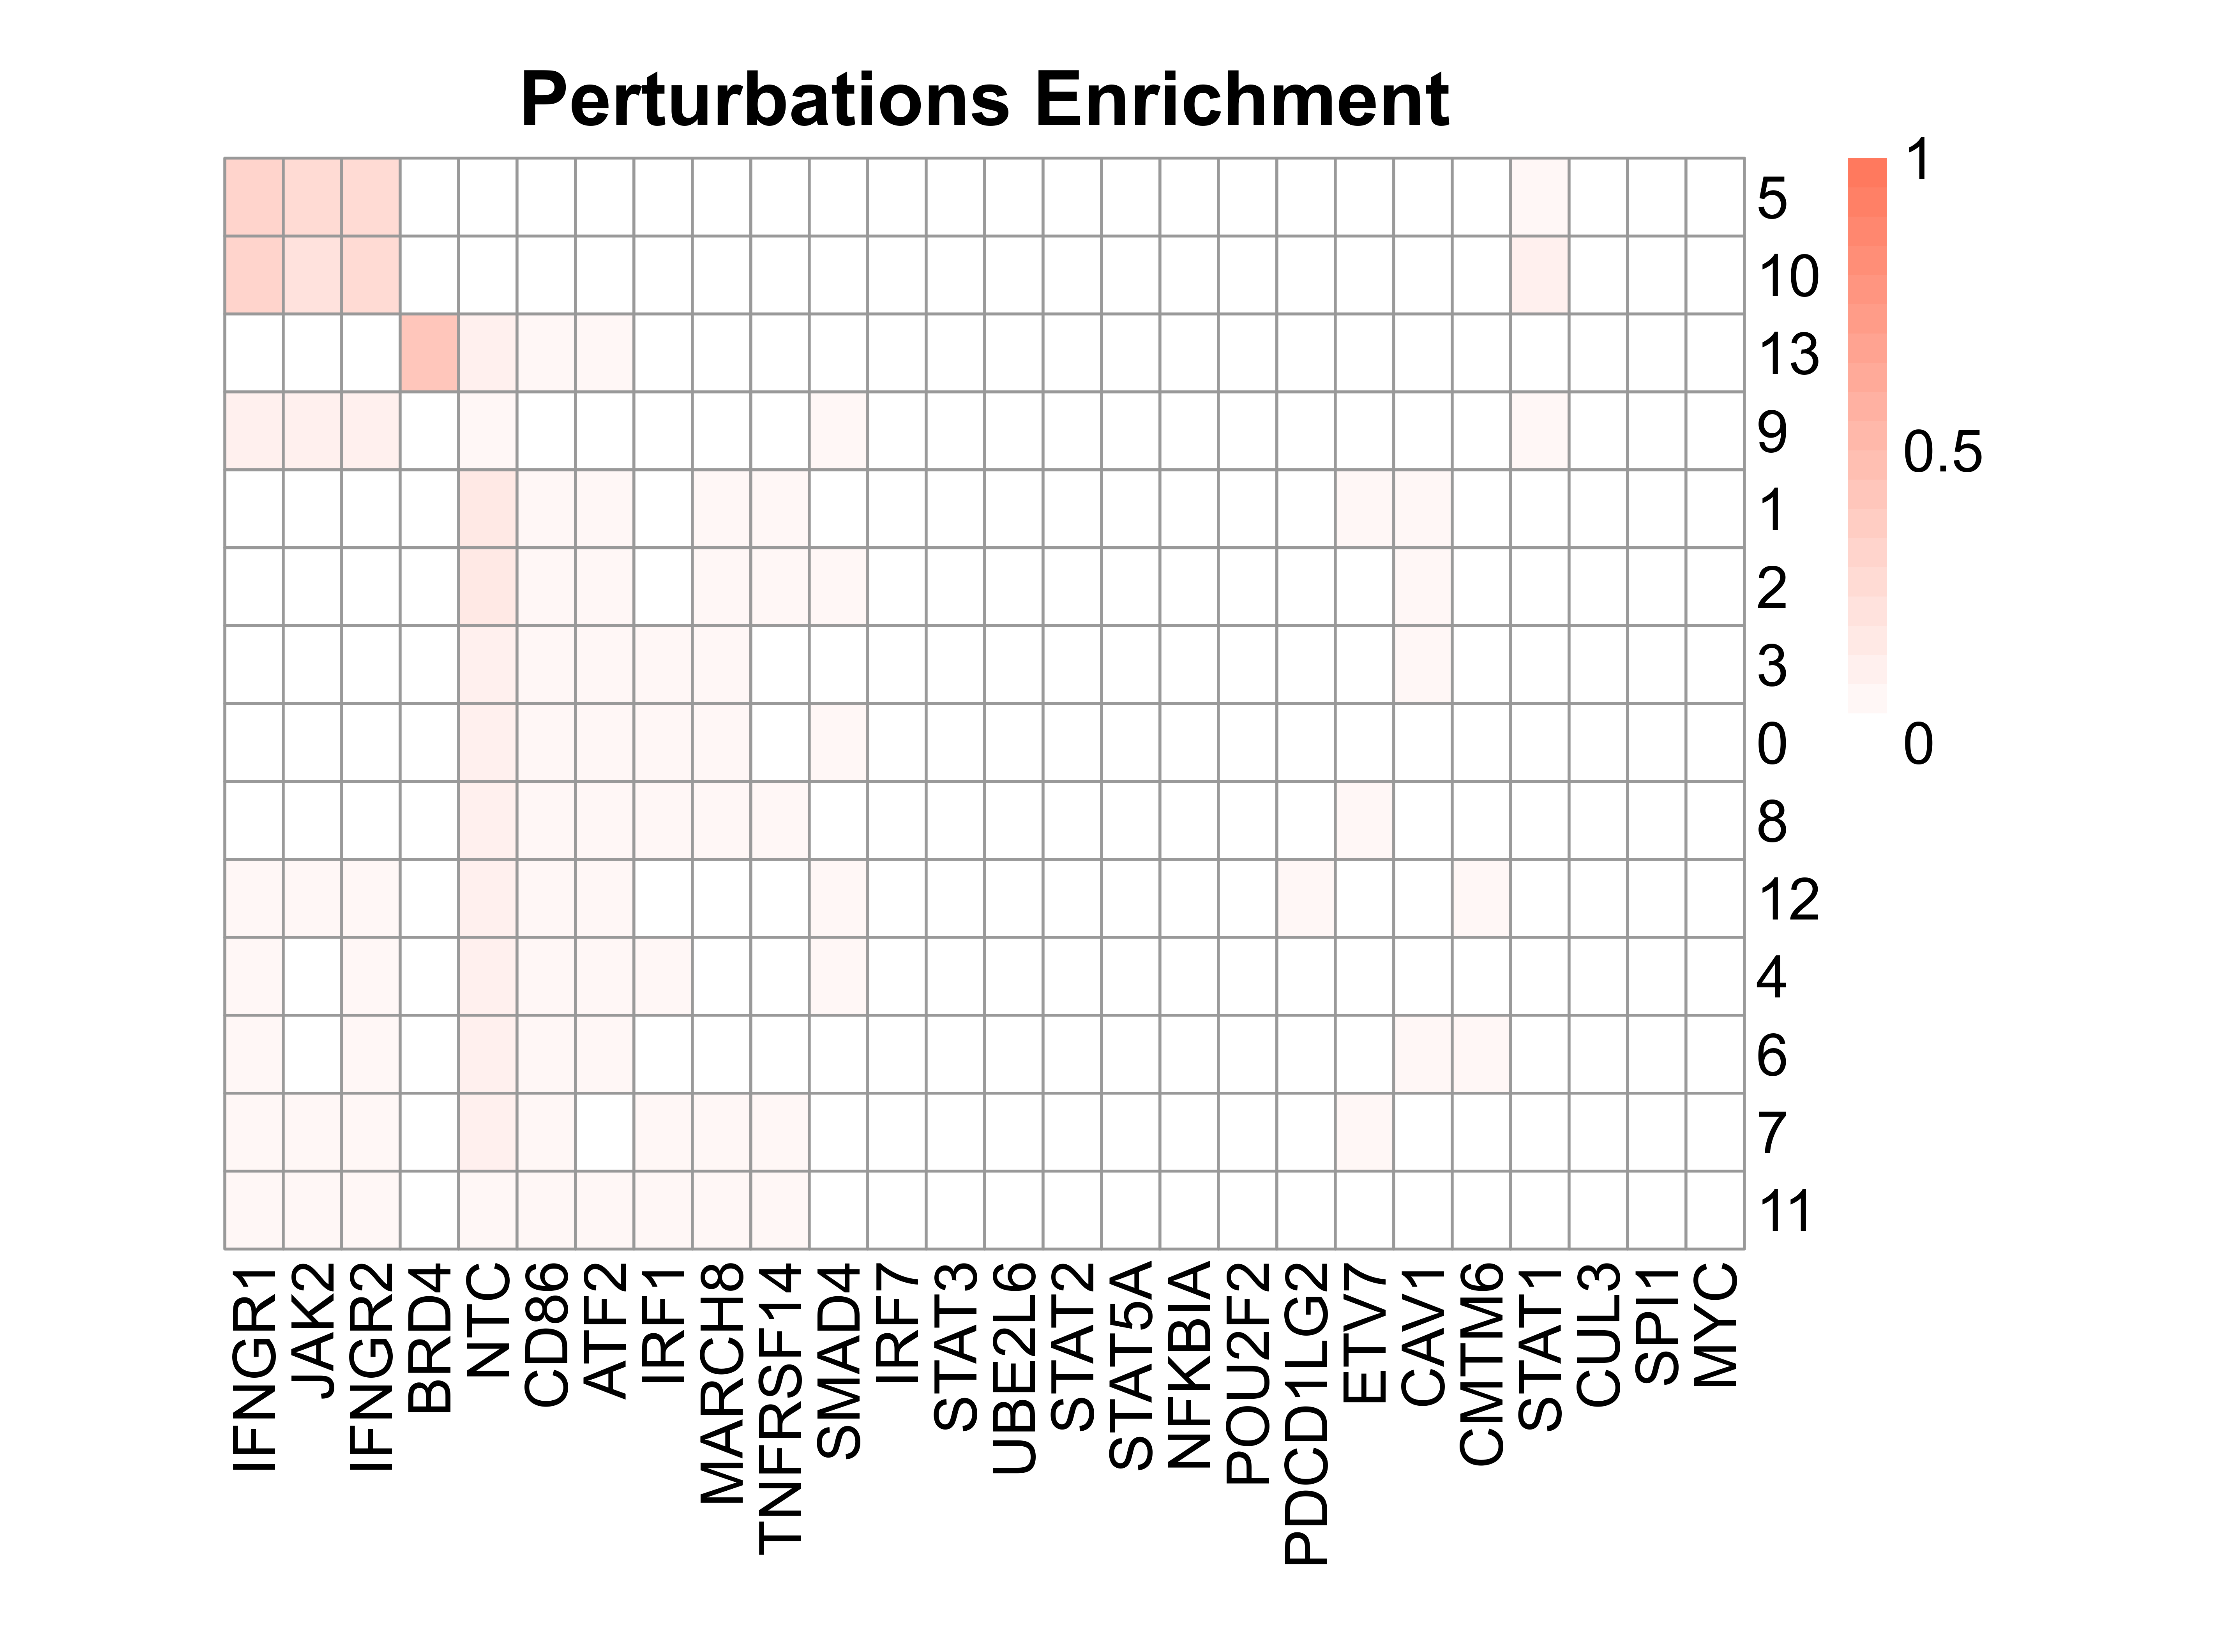 Perturbations Enrichment
5
10
13
9
1
2
3
0
8
12
4
6
7
11
1
0.5
0
IFNGR1
JAK2
IFNGR2
BRD4
NTC
CD86
ATF2
IRF1
MARCH8
TNFRSF14
SMAD4
IRF7
STAT3
UBE2L6
STAT2
STAT5A
NFKBIA
POU2F2
PDCD1LG2
ETV7
CAV1
CMTM6
STAT1
CUL3
SPI1
MYC